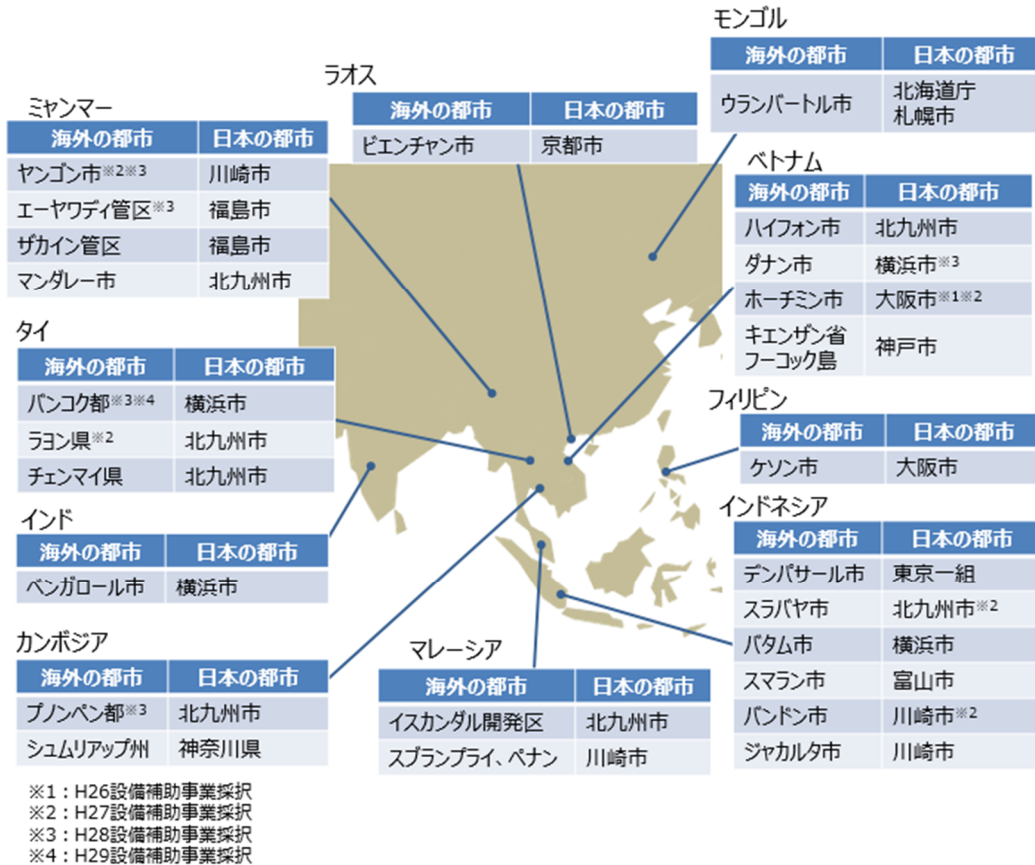 モンゴル
海外の都市 日本の都市
ウランバートル市 北海道庁
札幌市
ラオス
海外の都市 日本の都市
ビエンチャン市 京都市
ミャンマー
海外の都市 日本の都市
ヤンゴン市※2※3 川崎市
エーヤワディ管区※3 福島市
ザカイン管区 福島市
マンダレー市 北九州市
ベトナム
海外の都市 日本の都市
ハイフォン市 北九州市
ダナン市 横浜市※3
ホーチミン市 大阪市※1※2
キエンザン省
フーコック島 神戸市
タイ
海外の都市 日本の都市
バンコク都※3※4 横浜市
ラヨン県※2 北九州市
チェンマイ県 北九州市
フィリピン
海外の都市 日本の都市
ケソン市 大阪市
インド
海外の都市 日本の都市
ベンガロール市 横浜市
インドネシア
海外の都市 日本の都市
デンパサール市 東京一組
スラバヤ市 北九州市※2
バタム市 横浜市
スマラン市 富山市
バンドン市 川崎市※2
ジャカルタ市 川崎市
カンボジア
海外の都市 日本の都市
プノンペン都※3 北九州市
シュムリアップ州 神奈川県
マレーシア
海外の都市 日本の都市
イスカンダル開発区 北九州市
スブランプライ、ペナン 川崎市
※1：H26設備補助事業採択
※2：H27設備補助事業採択
※3：H28設備補助事業採択
※4：H29設備補助事業採択